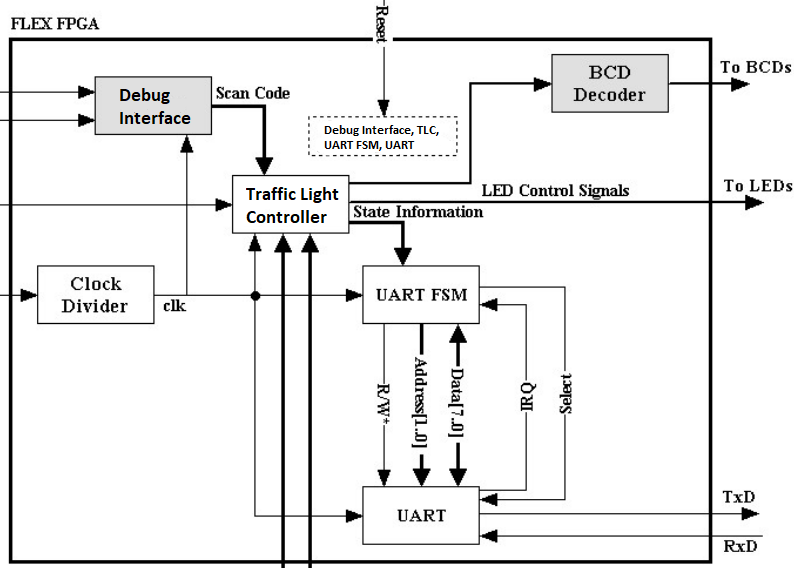 FLEX FPGA
Reset
Debug
Interface
Scan Code
BCD
Decoder
To BCDs
Debug Interface, TLC,
UART FSM, UART
Traffic Light
Controller
LED Control Signals
To LEDs
State Information
Clock
Divider
clk
UART FSM
R/W*
Address[1..0]
Data[7..0]
IRQ
Select
UART
TxD
RxD